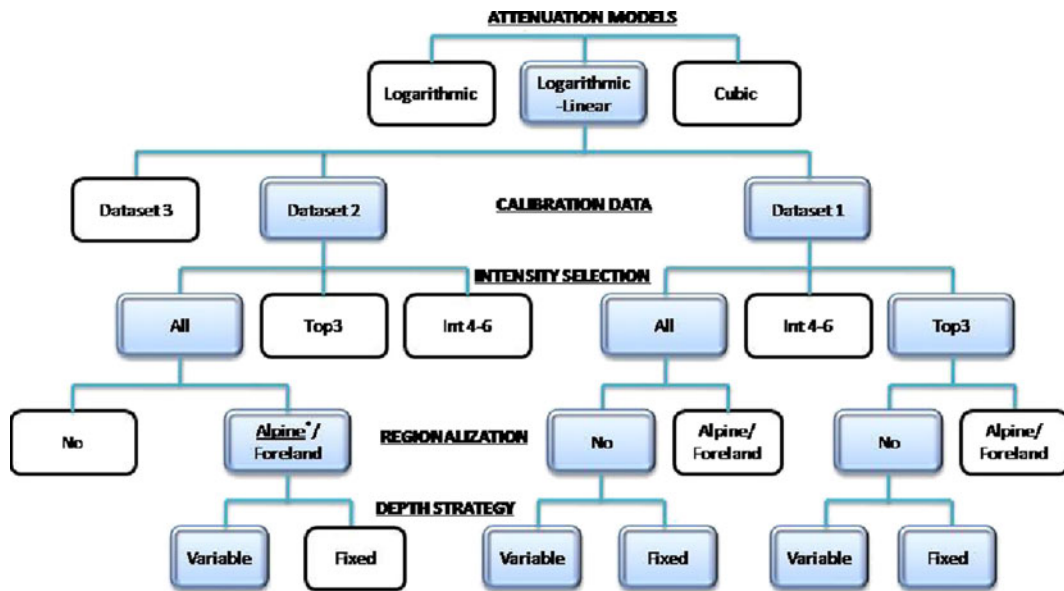 ATTENUATION MODELS
Logarithmic
Logarithmic
-Linear
Cubic
Dataset 3
Dataset 2
CALIBRATION DATA
Dataset 1
INTENSITY SELECTION
All
Top3
Int 4-6
All
Int 4-6
Top3
No
Alpine*/
Foreland
REGIONALIZATION
No
Alpine/
Foreland
No
Alpine/
Foreland
DEPTH STRATEGY
Variable
Fixed
Variable
Fixed
Variable
Fixed